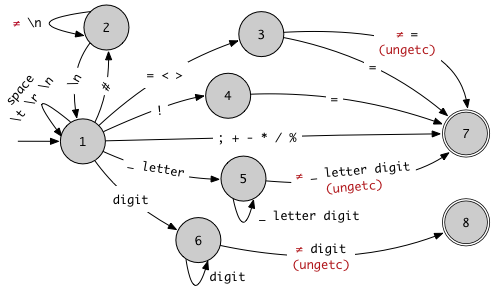 ≠ \n
2
3
≠ =
(ungetc)
space
\t \r \n
\n
#
= < >
=
4
!
=
1
; + - * / %
7
_ letter
5
≠ _ letter digit
(ungetc)
digit
_ letter digit
8
6
≠ digit
(ungetc)
digit